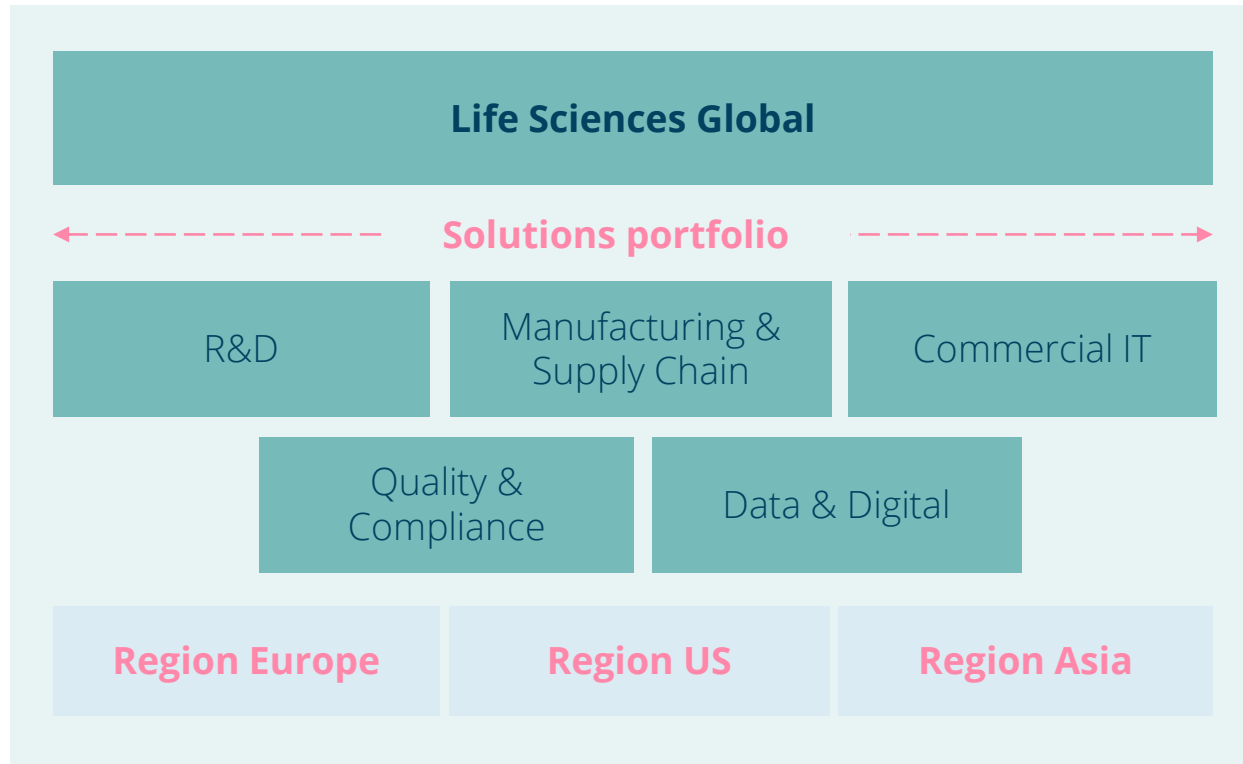 Life Sciences Global
Solutions portfolio
R&D
Manufacturing &
Supply Chain
Commercial IT
Quality &
Compliance
Data & Digital
Region Europe
Region US
Region Asia